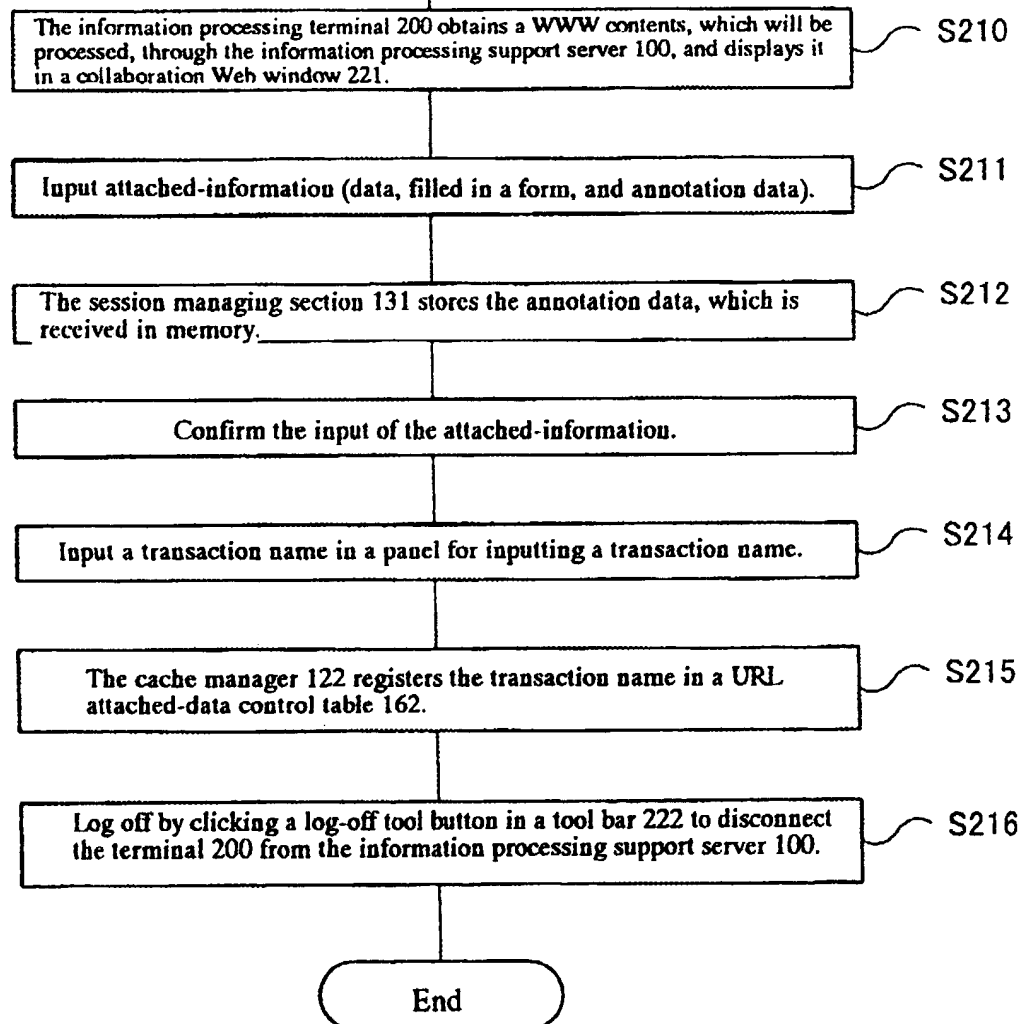 The information processing terminal 200 obtains a WWW contents, which will be
processed, through the information processing support server 100, and displays it
in a collaboration Web window 221.
S210
Input attached-information (data, filled in a form, and annotation data).
S211
The session managing section 131 stores the annotation data, which is
received in memory.
S212
Confirm the input of the attached-information.
S213
Input a transaction name in a panel for inputting a transaction name.
S214
The cache manager 122 registers the transaction name in a URL
attached-data control table 162.
S215
Log off by clicking a log-off tool button in a tool bar 222 to disconnect
the terminal 200 from the information processing support server 100.
S216
End